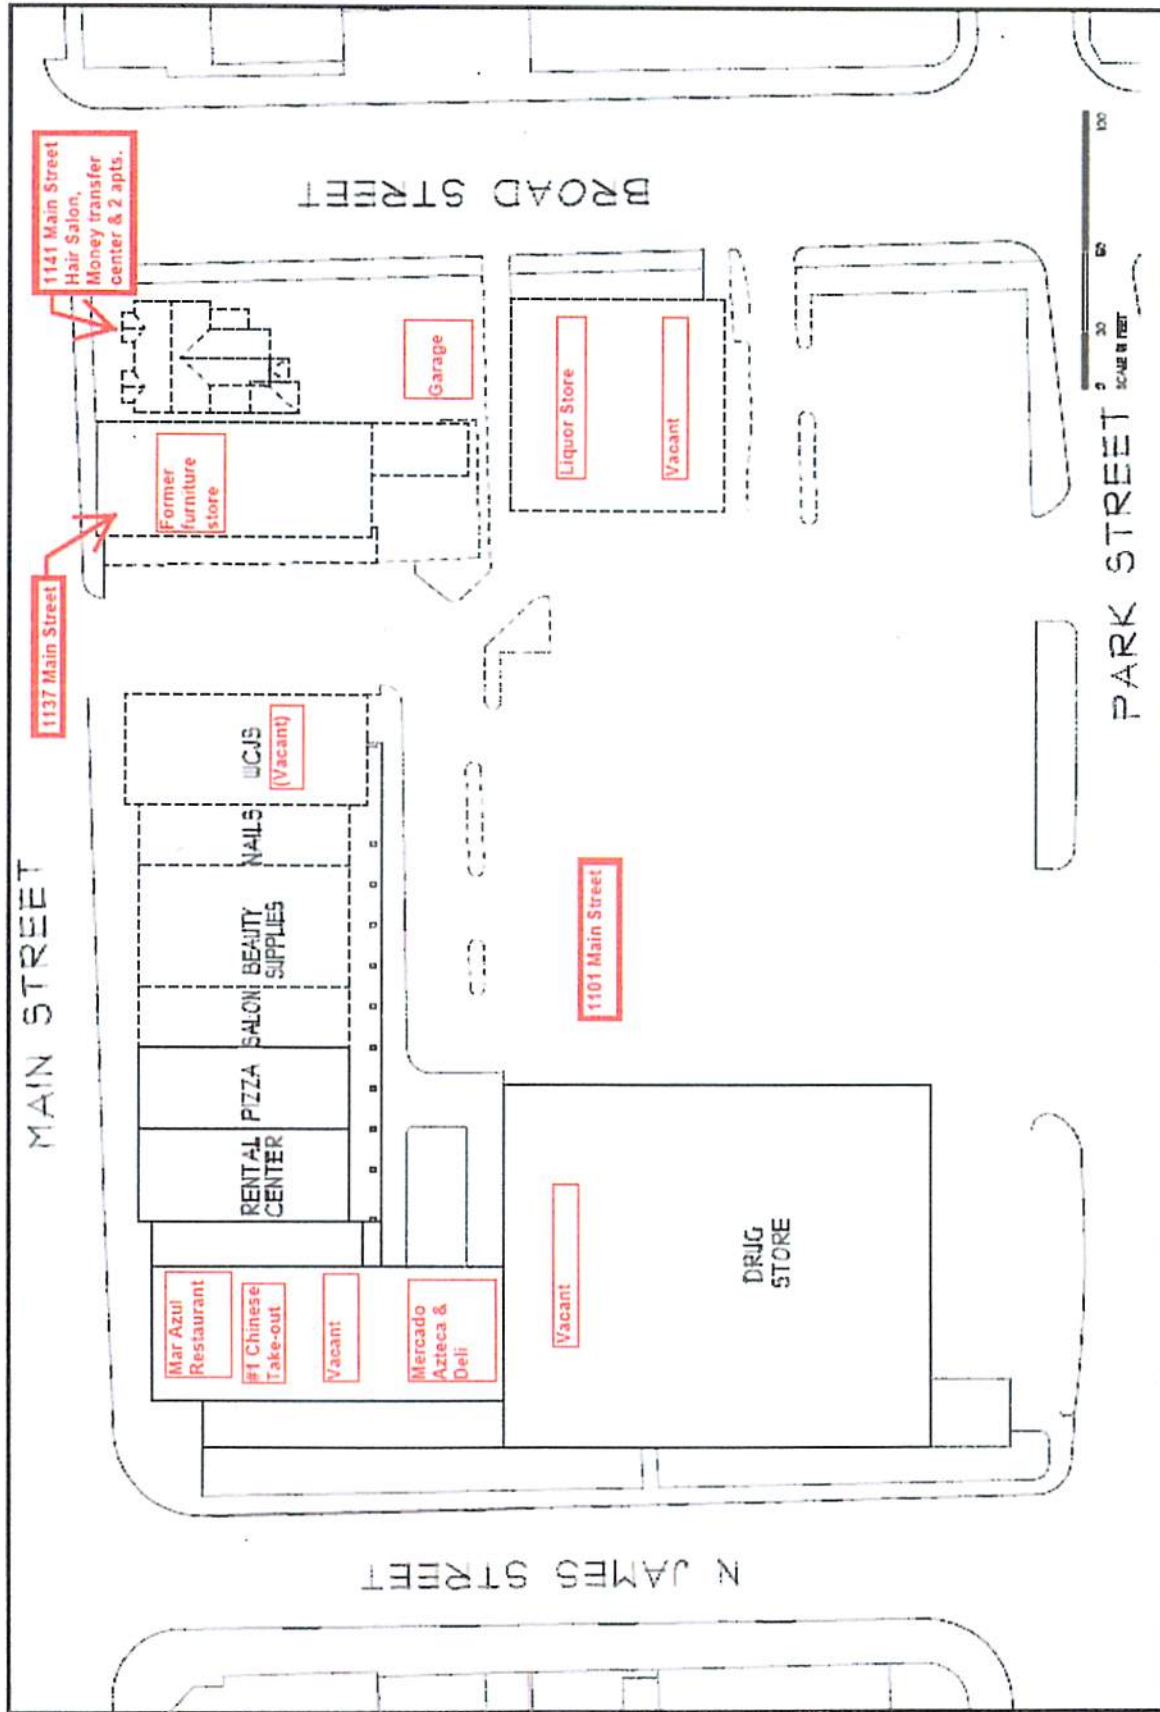 MAIN STREET
1137 Main Street
1141 Main Street
Hair Salon,
Money transfer
center & 2 apts.
Mar Azul
Restaurant
#1 Chinese
Take-out
Vacant
Mercado
Azteca &
Deli
RENTAL
CENTER
PIZZA
SALON
BEAUTY
SUPPLIES
NAILS
UCJS
(Vacant)
Former
furniture
store
Garage
Liquor Store
Vacant
Vacant
DRUG
STORE
1101 Main Street
N JAMES STREET
BROAD STREET
PARK STREET
0
50
100
SCALE IN FEET